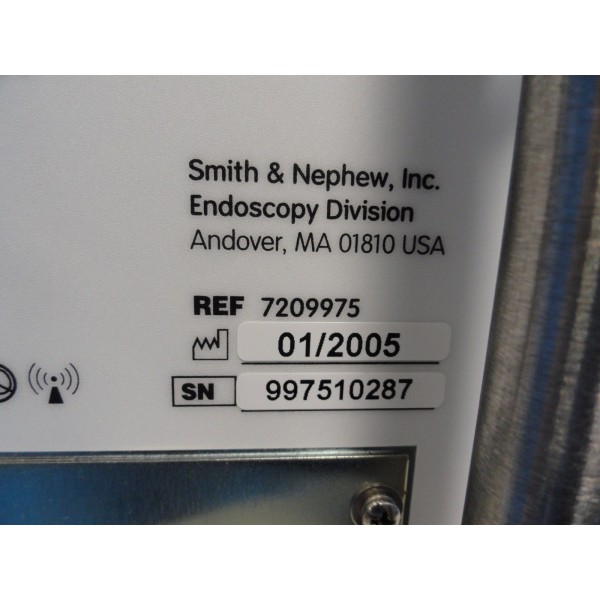 Smith & Nephew, Inc.
Endoscopy Division
Andover, MA 01810 USA
REF 7209975
01/2005
SN 997510287